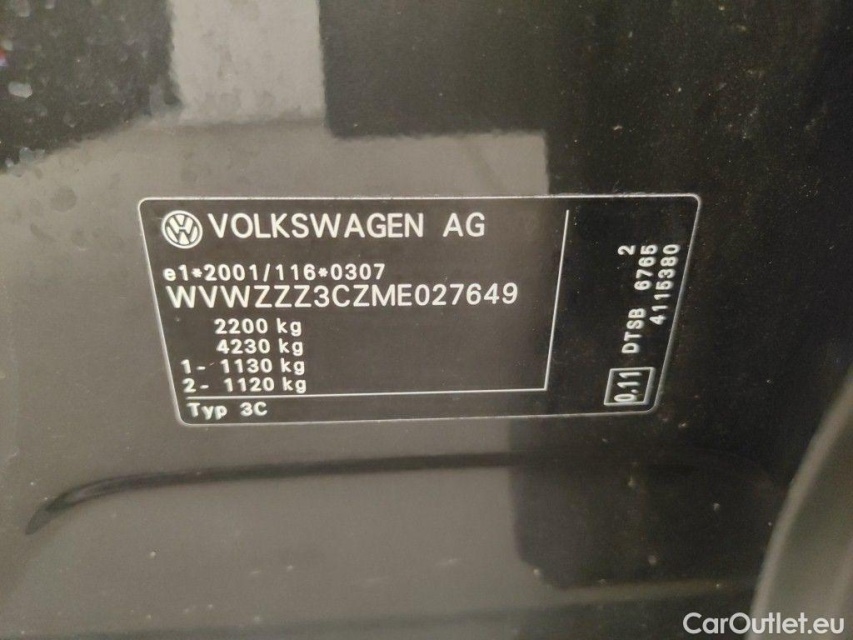 VOLKSWAGEN AG
e1*2001/116*0307
WVWZZZ3CZME027649
2200 kg
4230 kg
1- 1130 kg
2- 1120 kg
Typ 3C
2
DTSB 6765
4115380
0.11
CarOutlet.eu